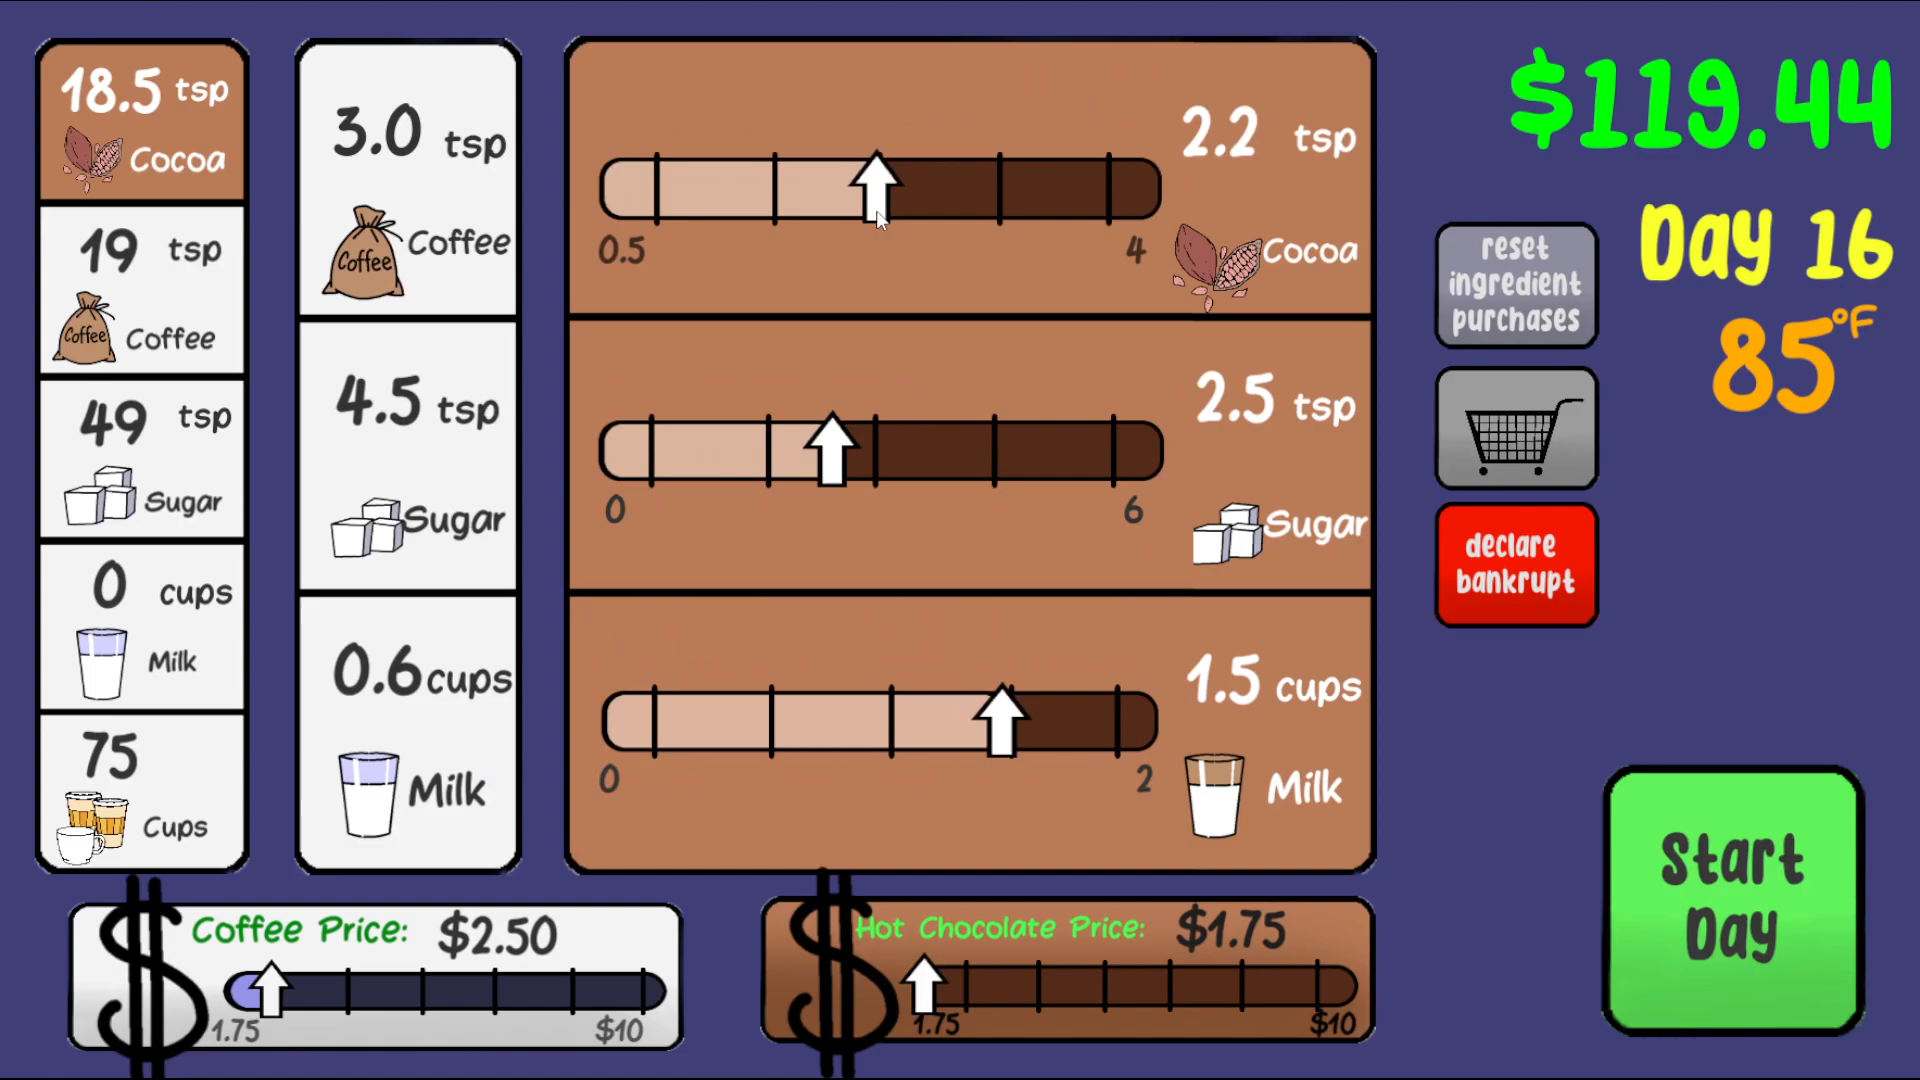 18.5 tsp
Cocoa
19 tsp
Coffee
Coffee
49 tsp
Sugar
0 cups
Milk
75
Cups
3.0 tsp
Coffee
Coffee
4.5 tsp
Sugar
0.6 cups
Milk
2.2 tsp
0.5 4
Cocoa
2.5 tsp
0 6
Sugar
1.5 cups
0 2
Milk
reset
ingredient
purchases
declare
bankrupt
$119.44
Day 16
85°F
$ Coffee Price: $2.50
1.75 $10
$ Hot Chocolate Price: $1.75
1.75 $10
Start
Day